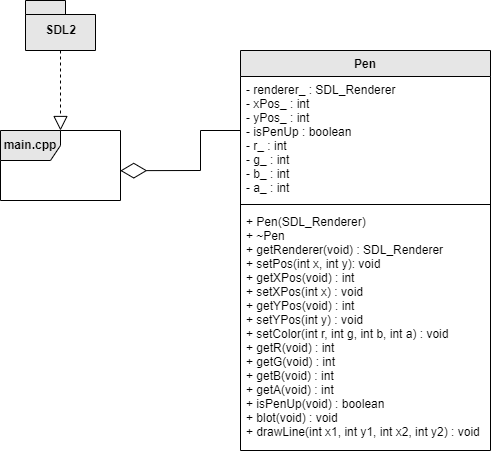 SDL2
main.cpp
Pen
- renderer_ : SDL_Renderer
- xPos_ : int
- yPos_ : int
- isPenUp : boolean
- r_ : int
- g_ : int
- b_ : int
- a_ : int
+ Pen(SDL_Renderer)
+ ~Pen
+ getRenderer(void) : SDL_Renderer
+ setPos(int x, int y): void
+ getXPos(void) : int
+ setXPos(int x) : void
+ getYPos(void) : int
+ setYPos(int y) : void
+ setColor(int r, int g, int b, int a) : void
+ getR(void) : int
+ getG(void) : int
+ getB(void) : int
+ getA(void) : int
+ isPenUp(void) : boolean
+ blot(void) : void
+ drawLine(int x1, int y1, int x2, int y2) : void